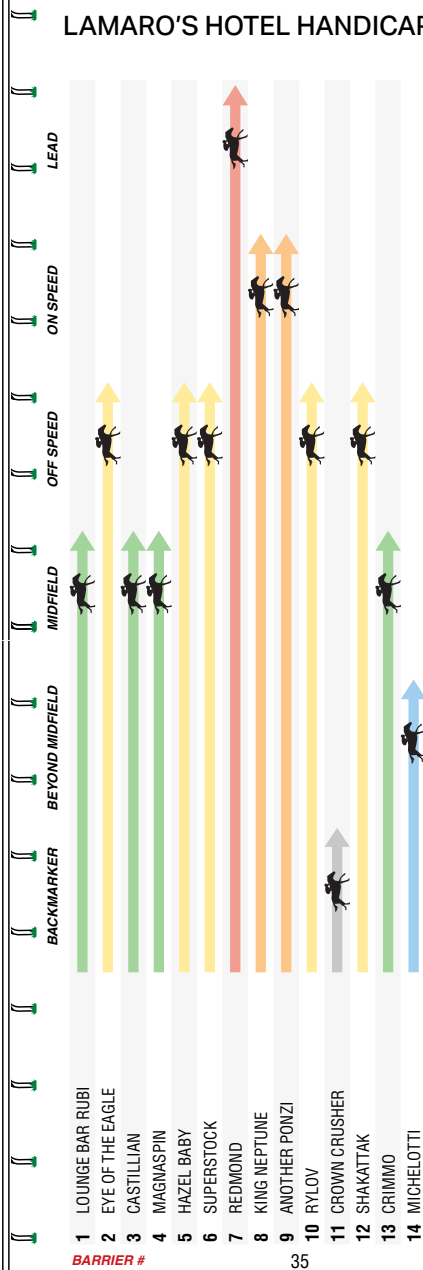 LAMARO'S HOTEL HANDICAP
LEAD
ON SPEED
OFF SPEED
MIDFIELD
BEYOND MIDFIELD
BACKMARKER
1 LOUNGE BAR RUBI
2 EYE OF THE EAGLE
3 CASTILLIAN
4 MAGNASPIN
5 HAZEL BABY
6 SUPERSTOCK
7 REDMOND
8 KING NEPTUNE
9 ANOTHER PONZI
10 RYLOV
11 CROWN CRUSHER
12 SHAKATTAK
13 CRIMMO
14 MICHELOTTI
BARRIER #
35